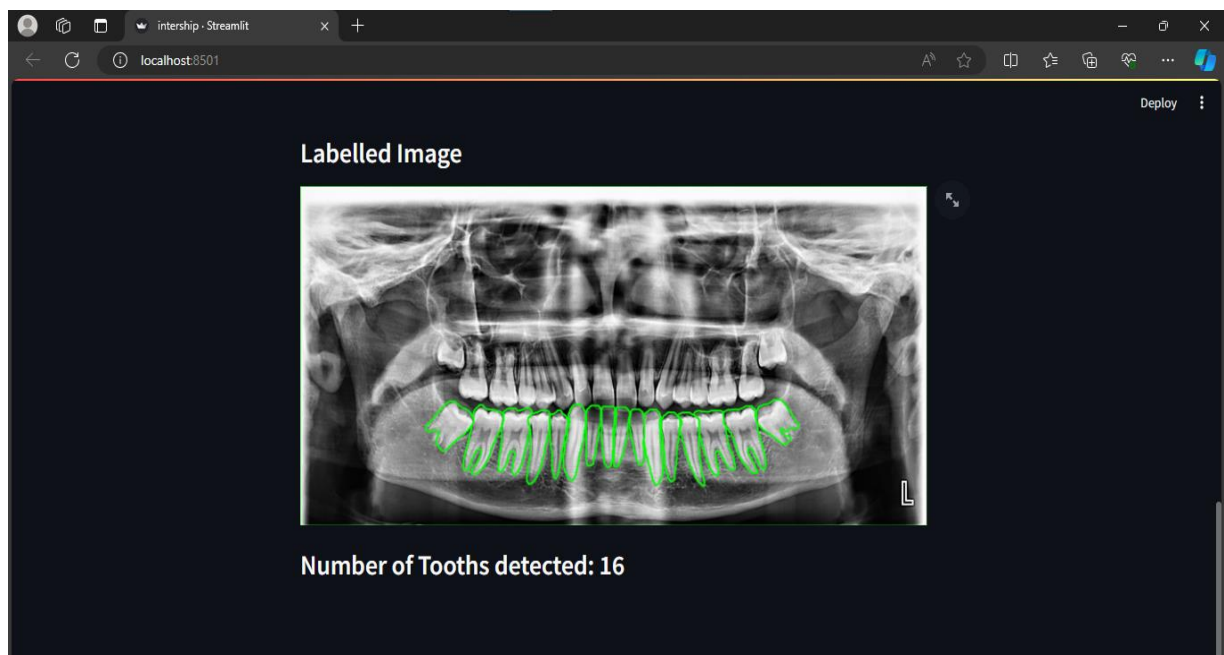 intership · Streamlit
localhost:8501
Deploy
Labelled Image
L
Number of Tooths detected: 16